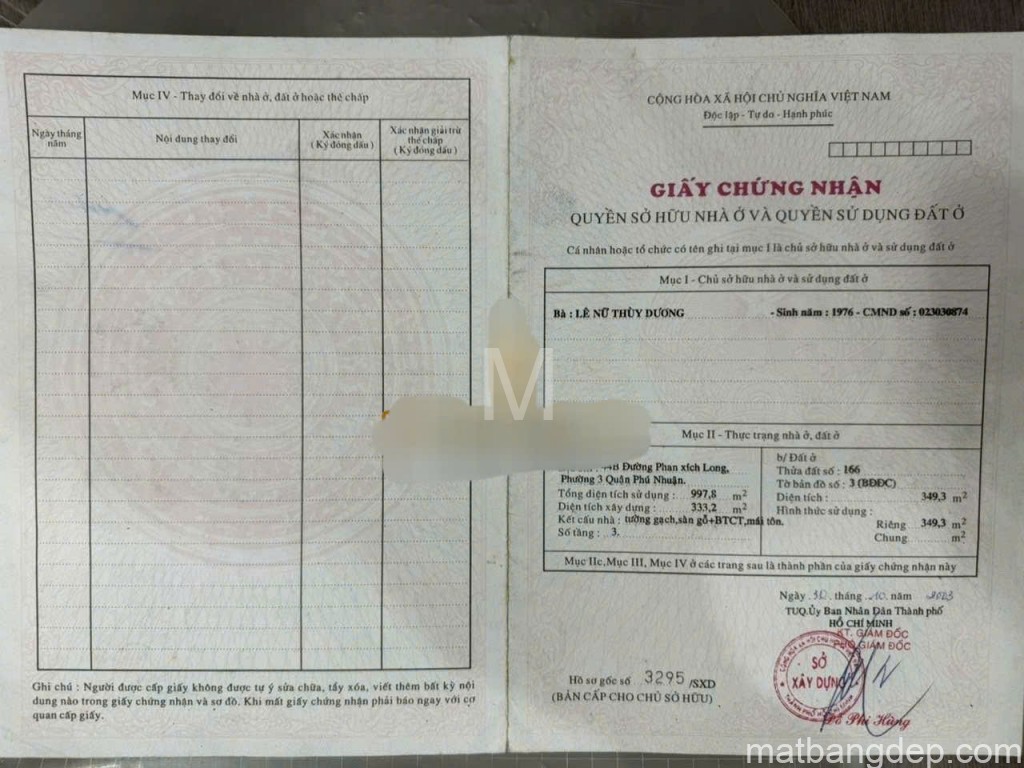 Mục IV - Thay đổi về nhà ở, đất ở hoặc thế chấp
Ngày tháng năm
Nội dung thay đổi
Xác nhận
( Ký đóng dấu )
Xác nhận giải trừ
thế chấp
( Ký đóng dấu )
Ghi chú : Người được cấp giấy không được tự ý sửa chữa, tẩy xóa, viết thêm bất kỳ nội
dung nào trong giấy chứng nhận và sơ đồ. Khi mất giấy chứng nhận phải báo ngay với cơ
quan cấp giấy.
M
CỘNG HÒA XÃ HỘI CHỦ NGHĨA VIỆT NAM
Độc lập - Tự do - Hạnh phúc
GIẤY CHỨNG NHẬN
QUYỀN SỞ HỮU NHÀ Ở VÀ QUYỀN SỬ DỤNG ĐẤT Ở
Cá nhân hoặc tổ chức có tên ghi tại mục I là chủ sở hữu nhà ở và sử dụng đất ở
Mục I - Chủ sở hữu nhà ở và sử dụng đất ở
Bà : LÊ NỮ THÙY DƯƠNG - Sinh năm : 1976 - CMND số : 023030874
Mục II - Thực trạng nhà ở, đất ở
Đường Phan xích Long,
Phường 3 Quận Phú Nhuận.
Tổng diện tích sử dụng : 997,8 m²
Diện tích xây dựng : 333,2 m²
Kết cấu nhà : tường gạch,sàn gỗ+BTCT,mái tôn.
Số tầng : 3.
b/ Đất ở
Thửa đất số : 166
Tờ bản đồ số : 3 (BĐĐC)
Diện tích : 349,3 m²
Hình thức sử dụng :
Riêng 349,3 m²
Chung m²
Mục IIc,Mục III, Mục IV ở các trang sau là thành phần của giấy chứng nhận này
Ngày tháng 10 năm
TUQ.Ủy Ban Nhân Dân Thành phố
HỒ CHÍ MINH
KT. GIÁM ĐỐC
PHÓ GIÁM ĐỐC
SỞ
XÂY DỰNG
Hồ sơ gốc số 3295 /SXD
(BẢN CẤP CHO CHỦ SỞ HỮU)
Đỗ Phi Hùng
matbangdep.com